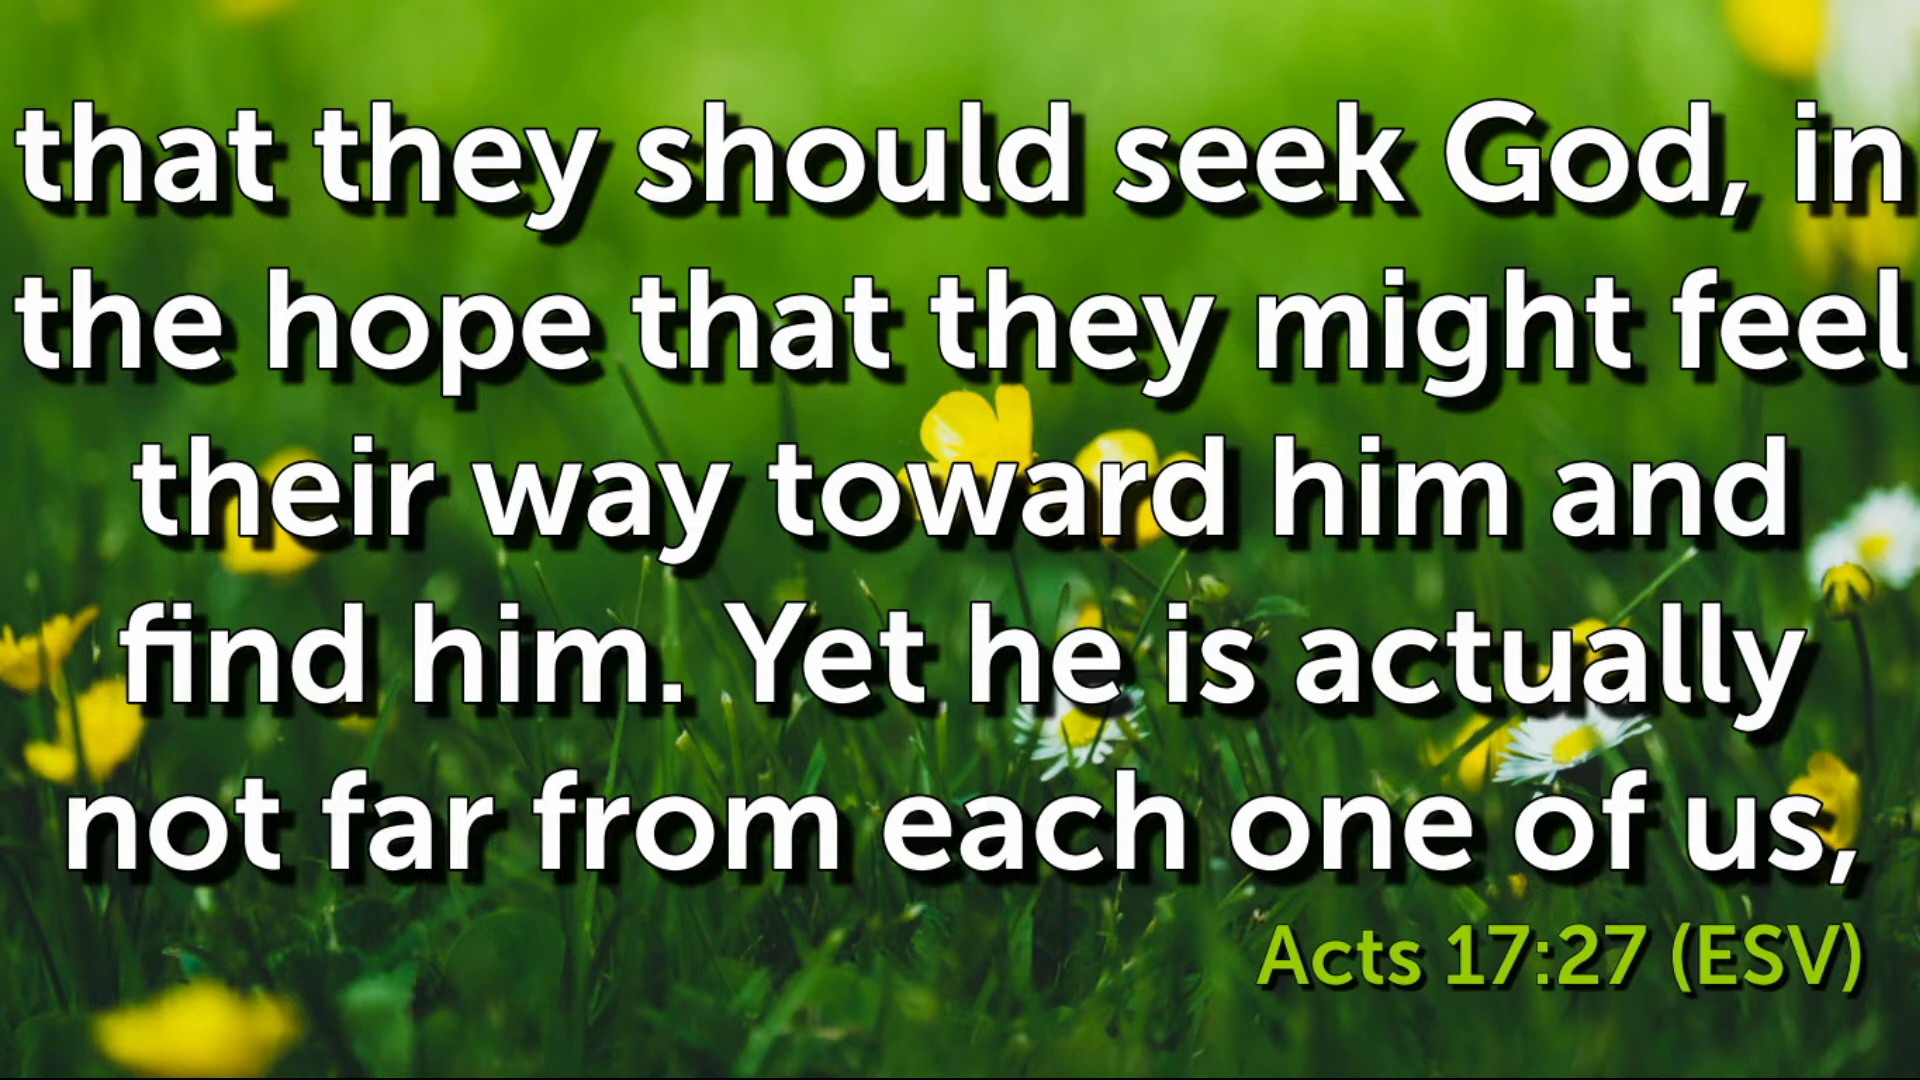 that they should seek God, in
the hope that they might feel
their way toward him and
find him. Yet he is actually
not far from each one of us,
Acts 17:27 (ESV)